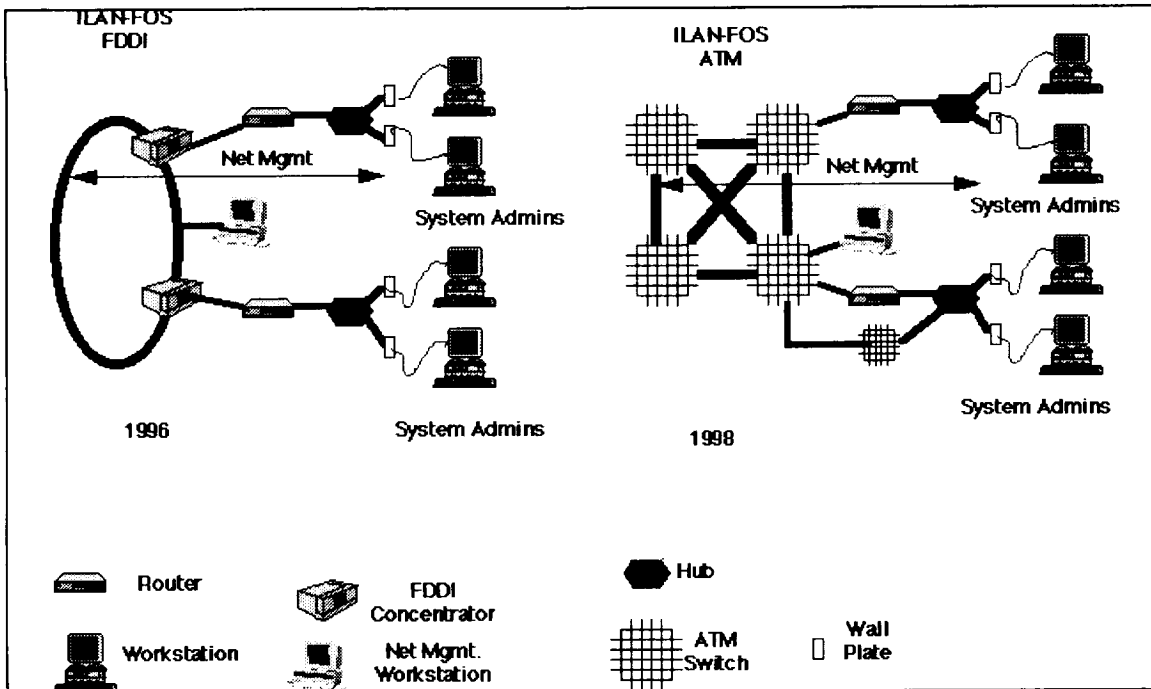 ILAN-FOS
FDDI
Net Mgmt
System Admins
1996
System Admins
ILAN-FOS
ATM
Net Mgmt
System Admins
1998
System Admins
Router
FDDI
Concentrator
Hub
Workstation
Net Mgmt.
Workstation
ATM
Switch
Wall
Plate